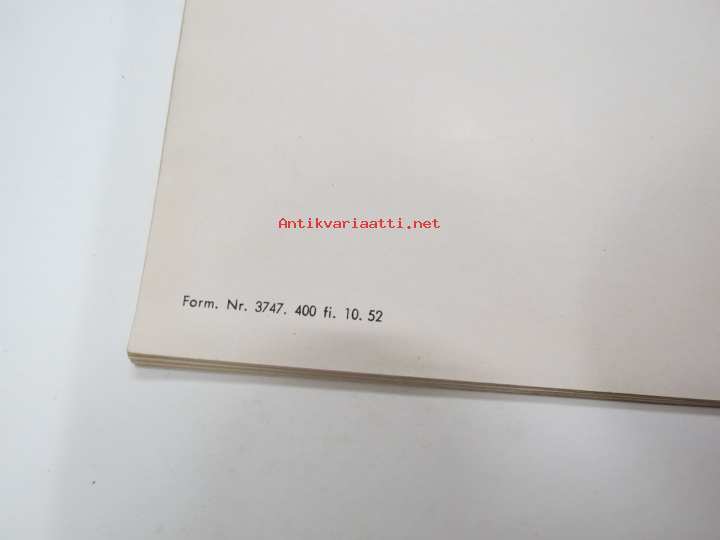 Antikvariaatti.net
Form. Nr. 3747. 400 fi. 10. 52